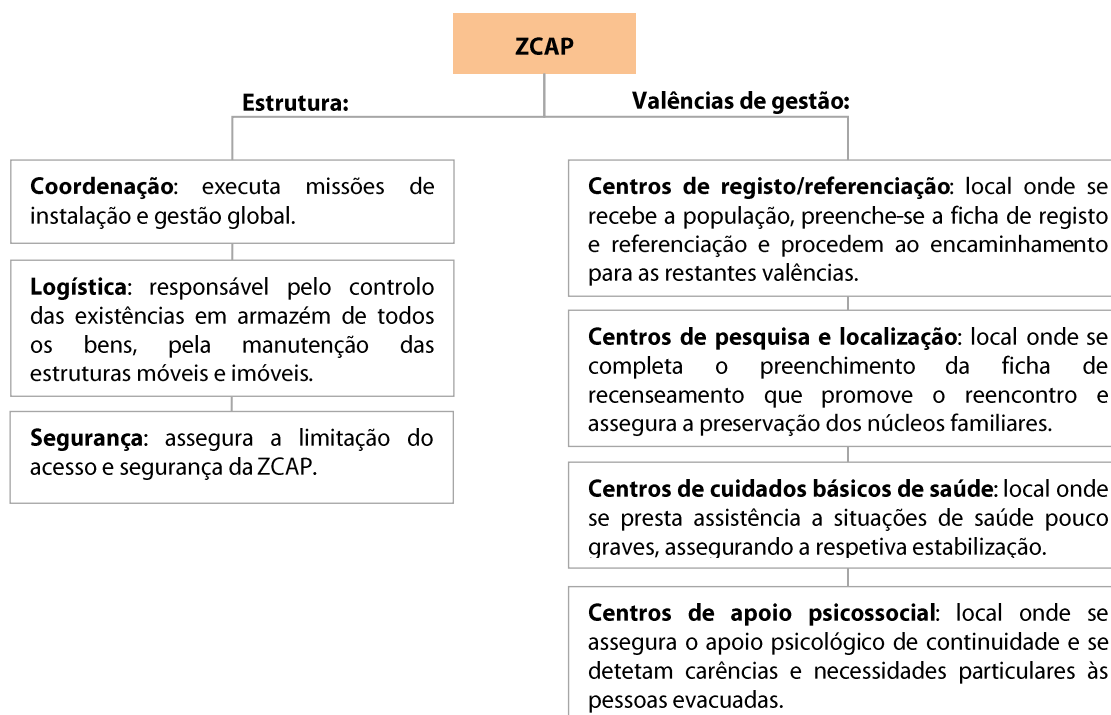 ZCAP
Estrutura:
Coordenação: executa missões de
instalação e gestão global.
Logística: responsável pelo controlo
das existências em armazém de todos
os bens, pela manutenção das
estruturas móveis e imóveis.
Segurança: assegura a limitação do
acesso e segurança da ZCAP.
Valências de gestão:
Centros de registo/referenciação: local onde se
recebe a população, preenche-se a ficha de registo
e referenciação e procedem ao encaminhamento
para as restantes valências.
Centros de pesquisa e localização: local onde se
completa o preenchimento da ficha de
recenseamento que promove o reencontro e
assegura a preservação dos núcleos familiares.
Centros de cuidados básicos de saúde: local onde
se presta assistência a situações de saúde pouco
graves, assegurando a respetiva estabilização.
Centros de apoio psicossocial: local onde se
assegura o apoio psicológico de continuidade e se
detetam carências e necessidades particulares às
pessoas evacuadas.